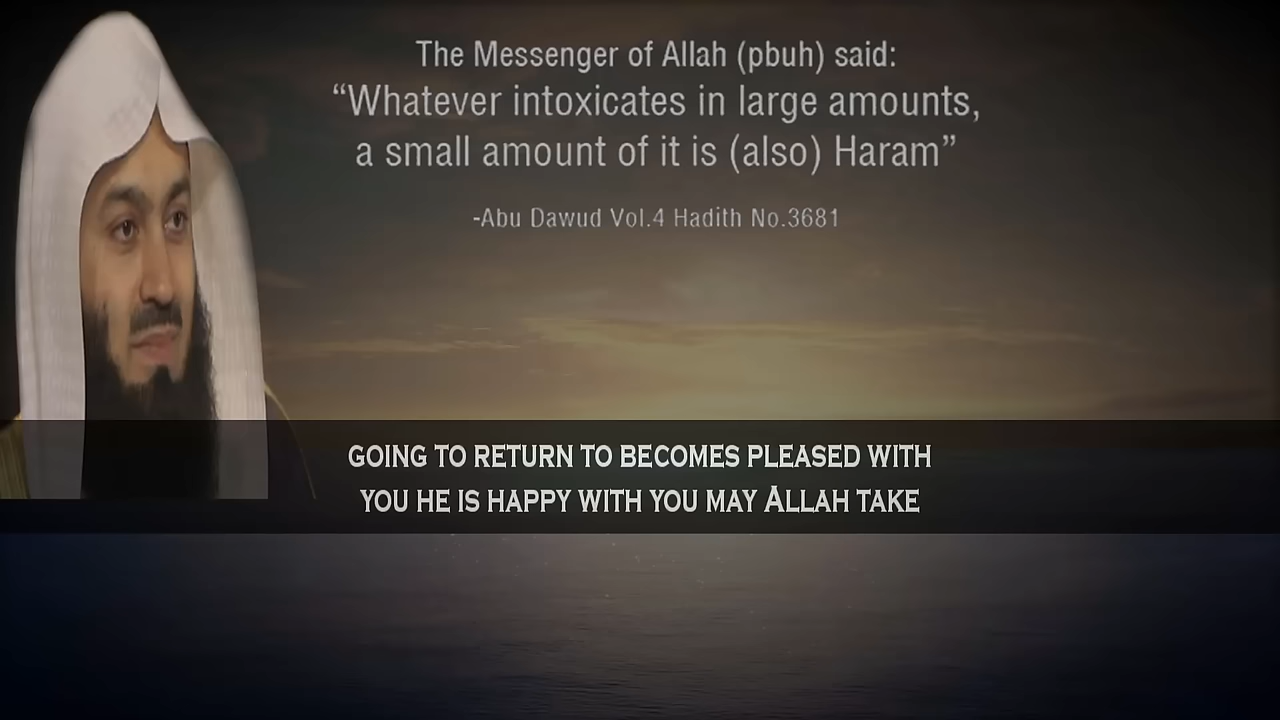 The Messenger of Allah (pbuh) said:
“Whatever intoxicates in large amounts,
a small amount of it is (also) Haram”
-Abu Dawud Vol.4 Hadith No.3681
GOING TO RETURN TO BECOMES PLEASED WITH
YOU HE IS HAPPY WITH YOU MAY ALLAH TAKE